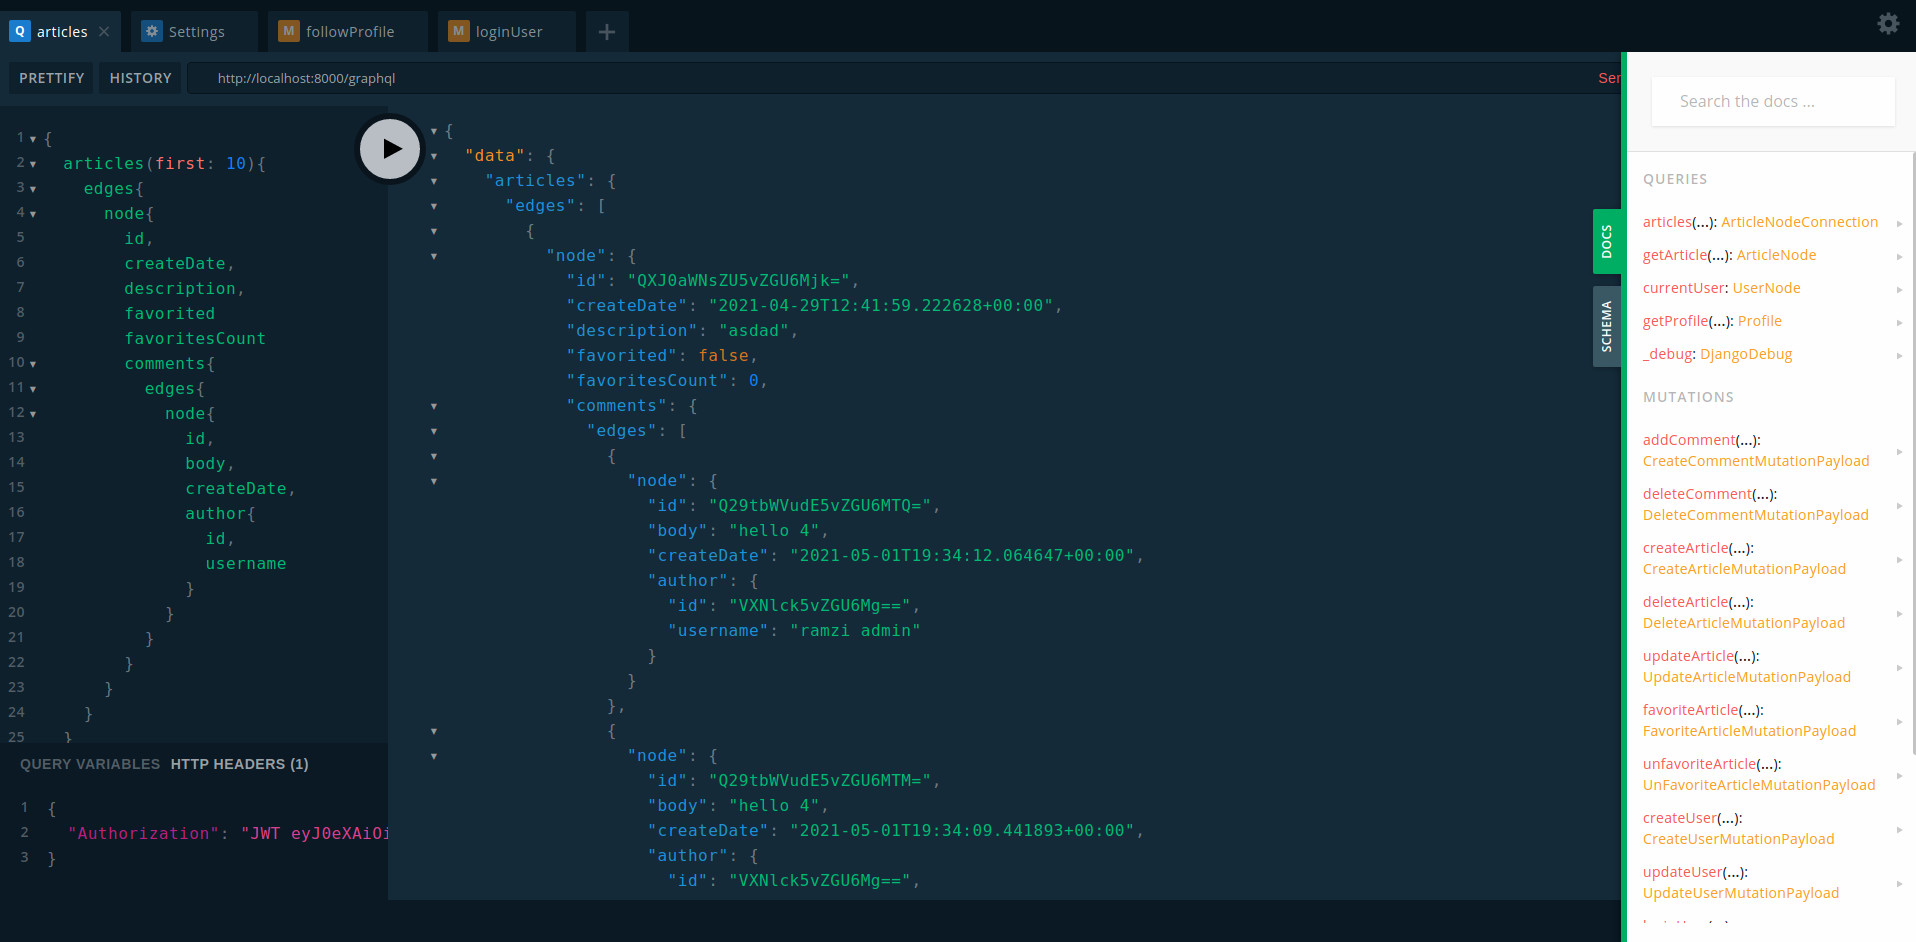 Q articles
Settings
M followProfile
M loginUser
PRETTIFY HISTORY http://localhost:8000/graphql Ser
1 {
2 articles(first: 10){
3 edges{
4 node{
5 id,
6 createDate,
7 description,
8 favorited
9 favoritesCount
10 comments{
11 edges{
12 node{
13 id,
14 body,
15 createDate,
16 author{
17 id,
18 username
19 }
20 }
21 }
22 }
23 }
24 }
25 }
QUERY VARIABLES HTTP HEADERS (1)
1 {
2 "Authorization": "JWT eyJ0eXAiOi
3 }
{
"data": {
"articles": {
"edges": [
{
"node": {
"id": "QXJ0aWNsZU5vZGU6Mjk=",
"createDate": "2021-04-29T12:41:59.222628+00:00",
"description": "asdad",
"favorited": false,
"favoritesCount": 0,
"comments": {
"edges": [
{
"node": {
"id": "Q29tbWVudE5vZGU6MTQ=",
"body": "hello 4",
"createDate": "2021-05-01T19:34:12.064647+00:00",
"author": {
"id": "VXNlck5vZGU6Mg==",
"username": "ramzi admin"
}
}
},
{
"node": {
"id": "Q29tbWVudE5vZGU6MTM=",
"body": "hello 4",
"createDate": "2021-05-01T19:34:09.441893+00:00",
"author": {
"id": "VXNlck5vZGU6Mg==",
DOCS
SCHEMA
Search the docs ...
QUERIES
articles(...): ArticleNodeConnection
getArticle(...): ArticleNode
currentUser: UserNode
getProfile(...): Profile
_debug: DjangoDebug
MUTATIONS
addComment(...):
CreateCommentMutationPayload
deleteComment(...):
DeleteCommentMutationPayload
createArticle(...):
CreateArticleMutationPayload
deleteArticle(...):
DeleteArticleMutationPayload
updateArticle(...):
UpdateArticleMutationPayload
favoriteArticle(...):
FavoriteArticleMutationPayload
unfavoriteArticle(...):
UnFavoriteArticleMutationPayload
createUser(...):
CreateUserMutationPayload
updateUser(...):
UpdateUserMutationPayload